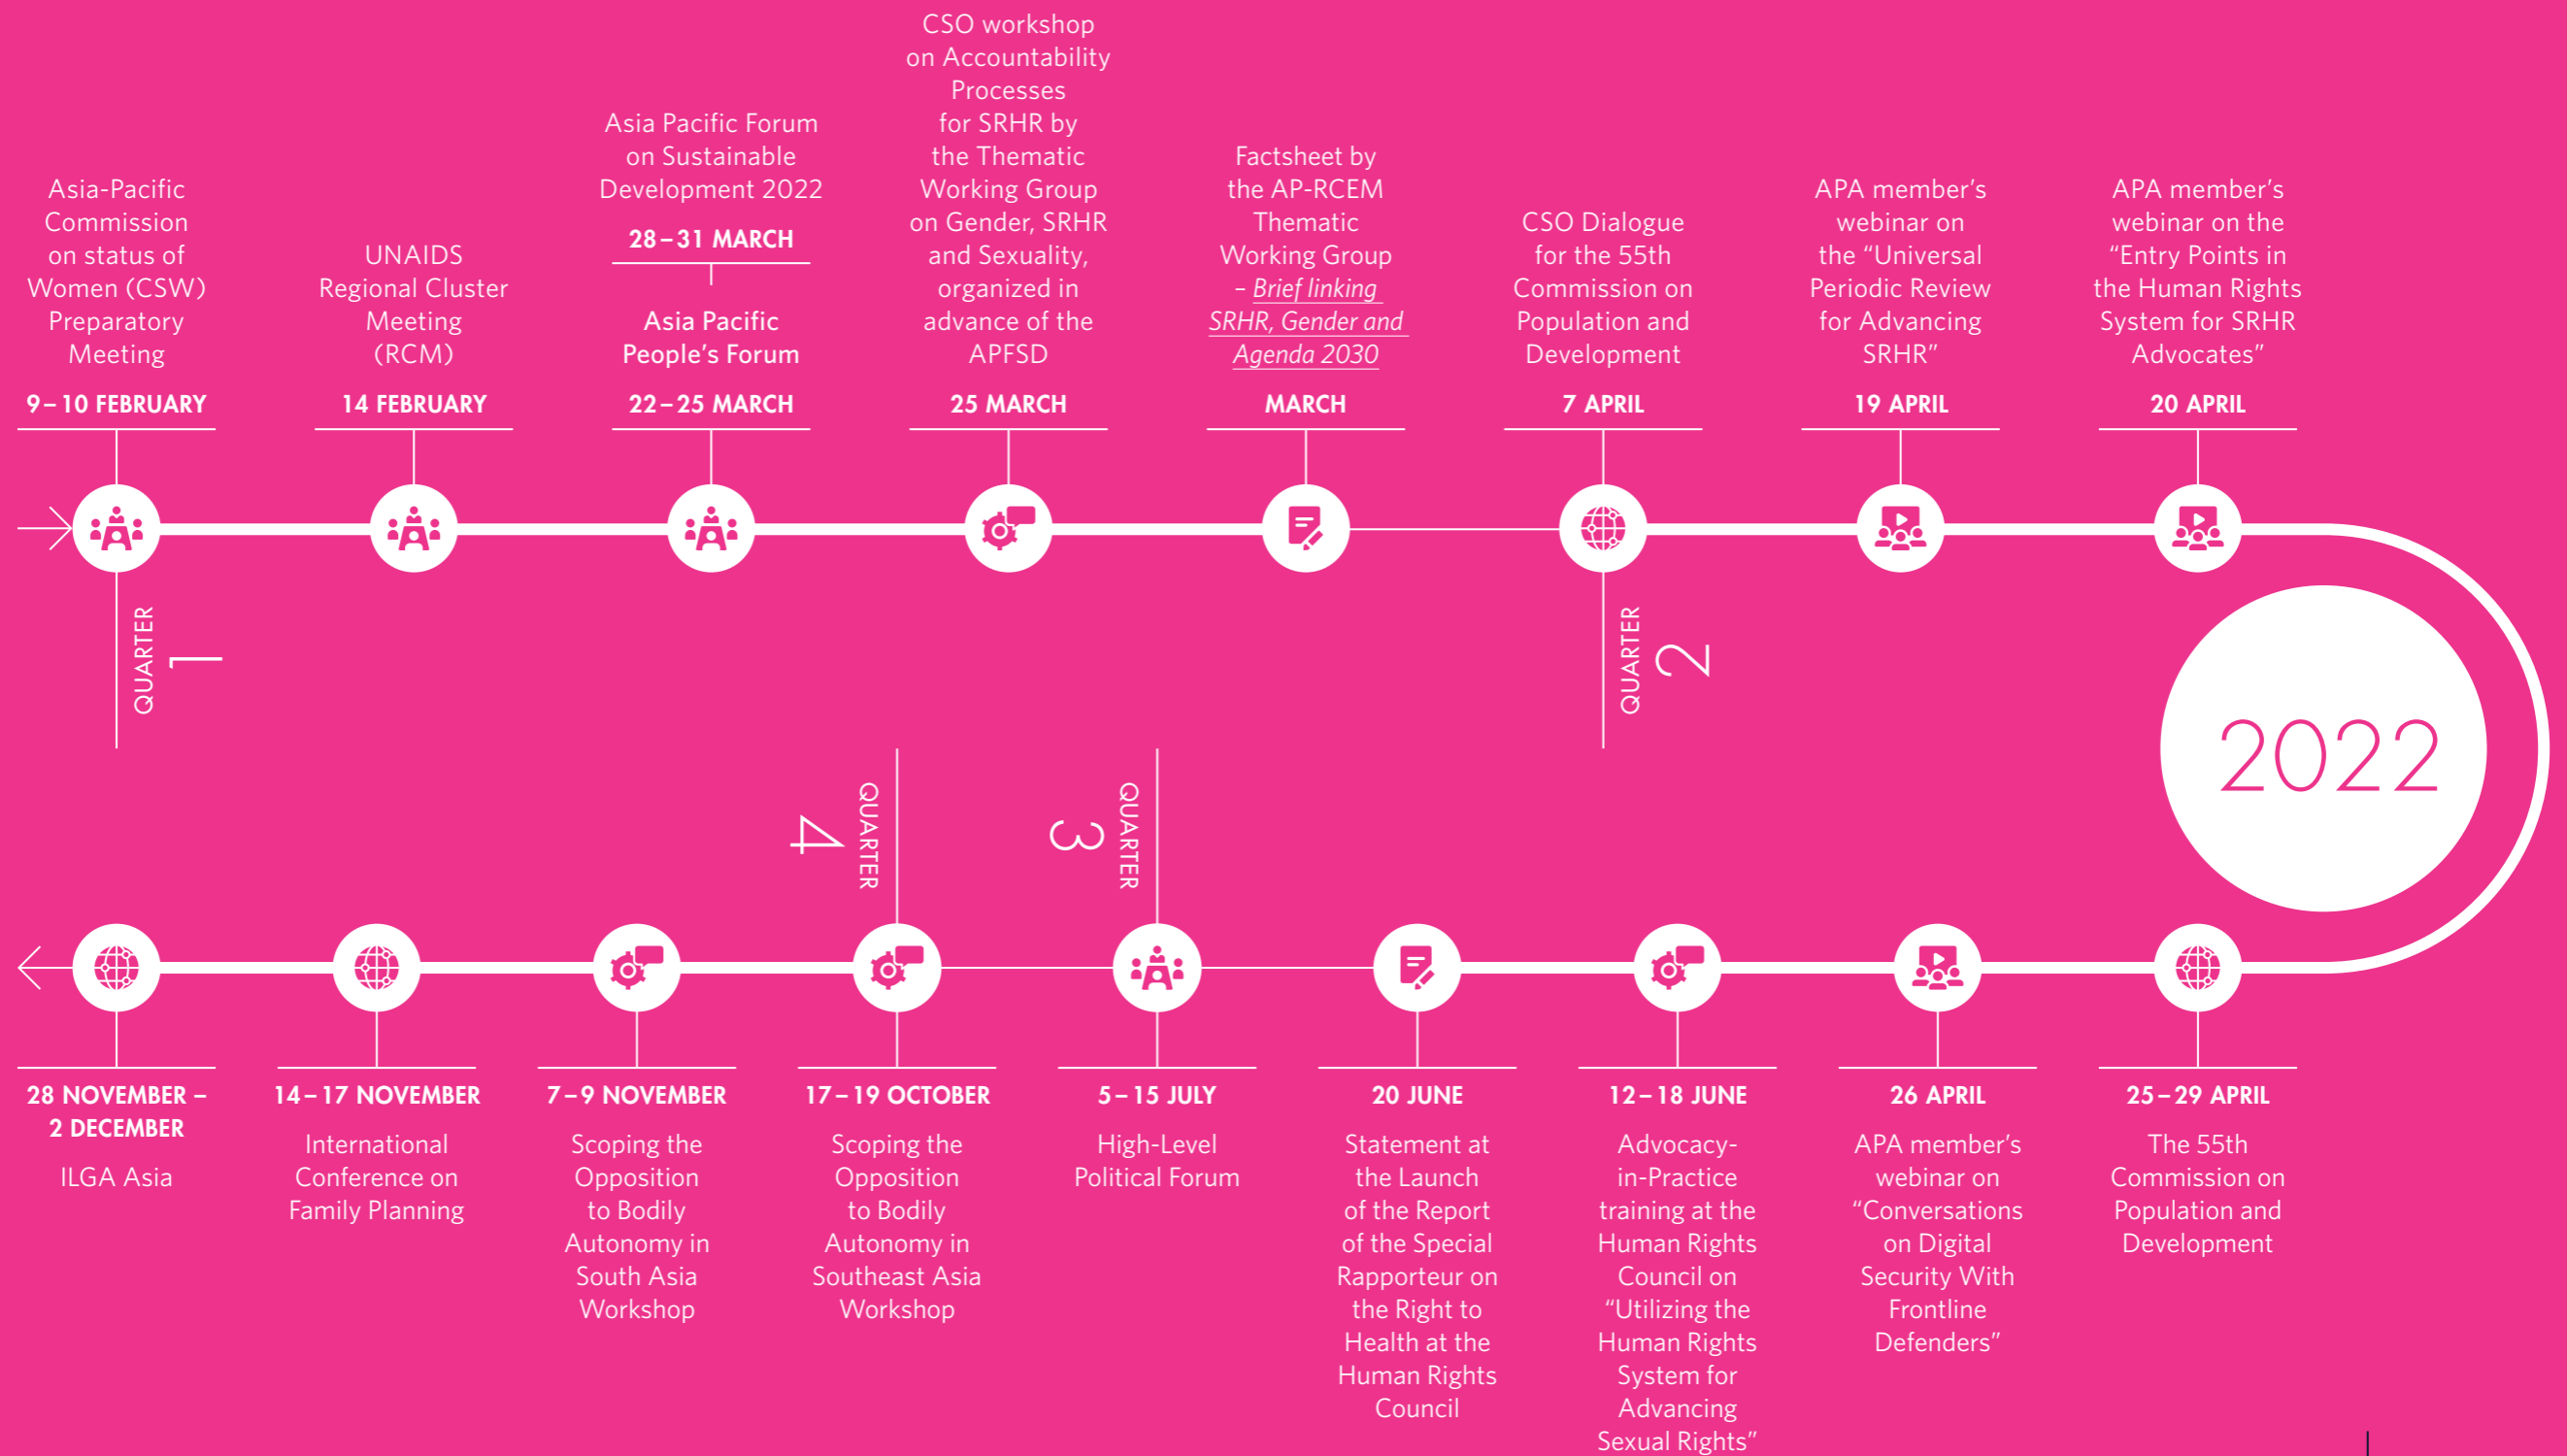 Asia-Pacific
Commission
on status of
Women (CSW)
Preparatory
Meeting
9–10 FEBRUARY
UNAIDS
Regional Cluster
Meeting
(RCM)
14 FEBRUARY
Asia Pacific Forum
on Sustainable
Development 2022
28–31 MARCH
Asia Pacific
People's Forum
22–25 MARCH
CSO workshop
on Accountability
Processes
for SRHR by
the Thematic
Working Group
on Gender, SRHR
and Sexuality,
organized in
advance of the
APFSD
25 MARCH
Factsheet by
the AP-RCEM
Thematic
Working Group
– Brief linking
SRHR, Gender and
Agenda 2030
MARCH
CSO Dialogue
for the 55th
Commission on
Population and
Development
7 APRIL
APA member's
webinar on
the “Universal
Periodic Review
for Advancing
SRHR”
19 APRIL
APA member's
webinar on the
“Entry Points in
the Human Rights
System for SRHR
Advocates”
20 APRIL
QUARTER
1
QUARTER
2
2022
QUARTER
3
QUARTER
4
25–29 APRIL
The 55th
Commission on
Population and
Development
26 APRIL
APA member's
webinar on
“Conversations
on Digital
Security With
Frontline
Defenders”
12–18 JUNE
Advocacy-
in-Practice
training at the
Human Rights
Council on
“Utilizing the
Human Rights
System for
Advancing
Sexual Rights”
20 JUNE
Statement at
the Launch
of the Report
of the Special
Rapporteur on
the Right to
Health at the
Human Rights
Council
5–15 JULY
High-Level
Political Forum
17–19 OCTOBER
Scoping the
Opposition
to Bodily
Autonomy in
Southeast Asia
Workshop
7–9 NOVEMBER
Scoping the
Opposition
to Bodily
Autonomy in
South Asia
Workshop
14–17 NOVEMBER
International
Conference on
Family Planning
28 NOVEMBER –
2 DECEMBER
ILGA Asia